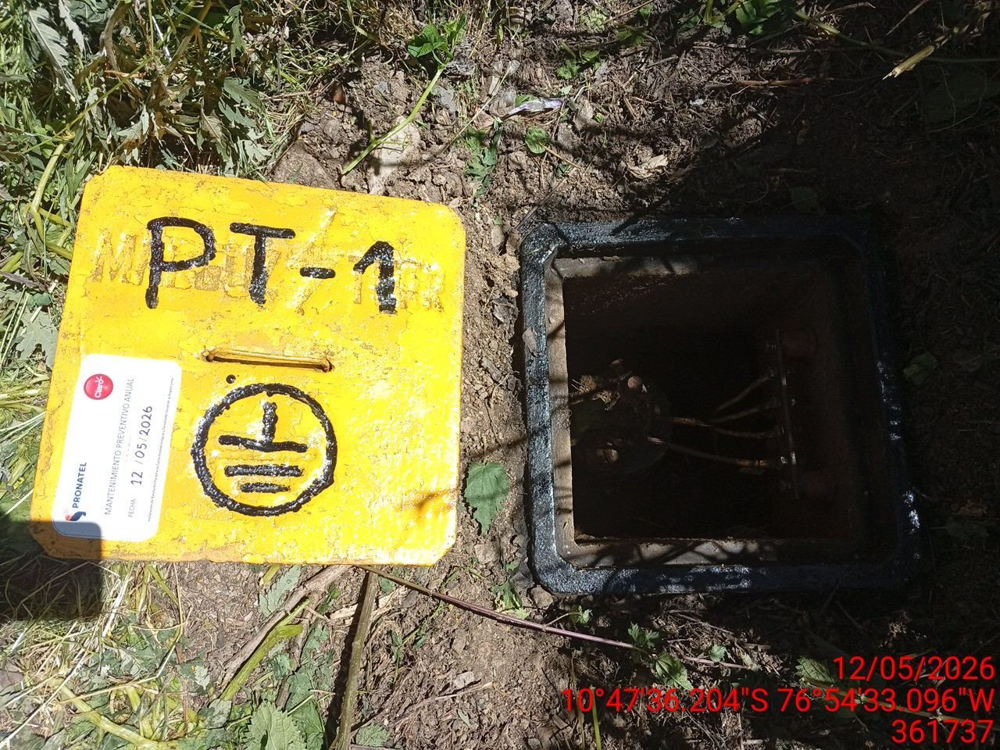 PT-1
Claro
PRONATEL
MANTENIMIENTO PREVENTIVO ANUAL
FECHA 12 / 05 / 2026
12/05/2026
10°47'36.204"S 76°54'33.096"W
361737